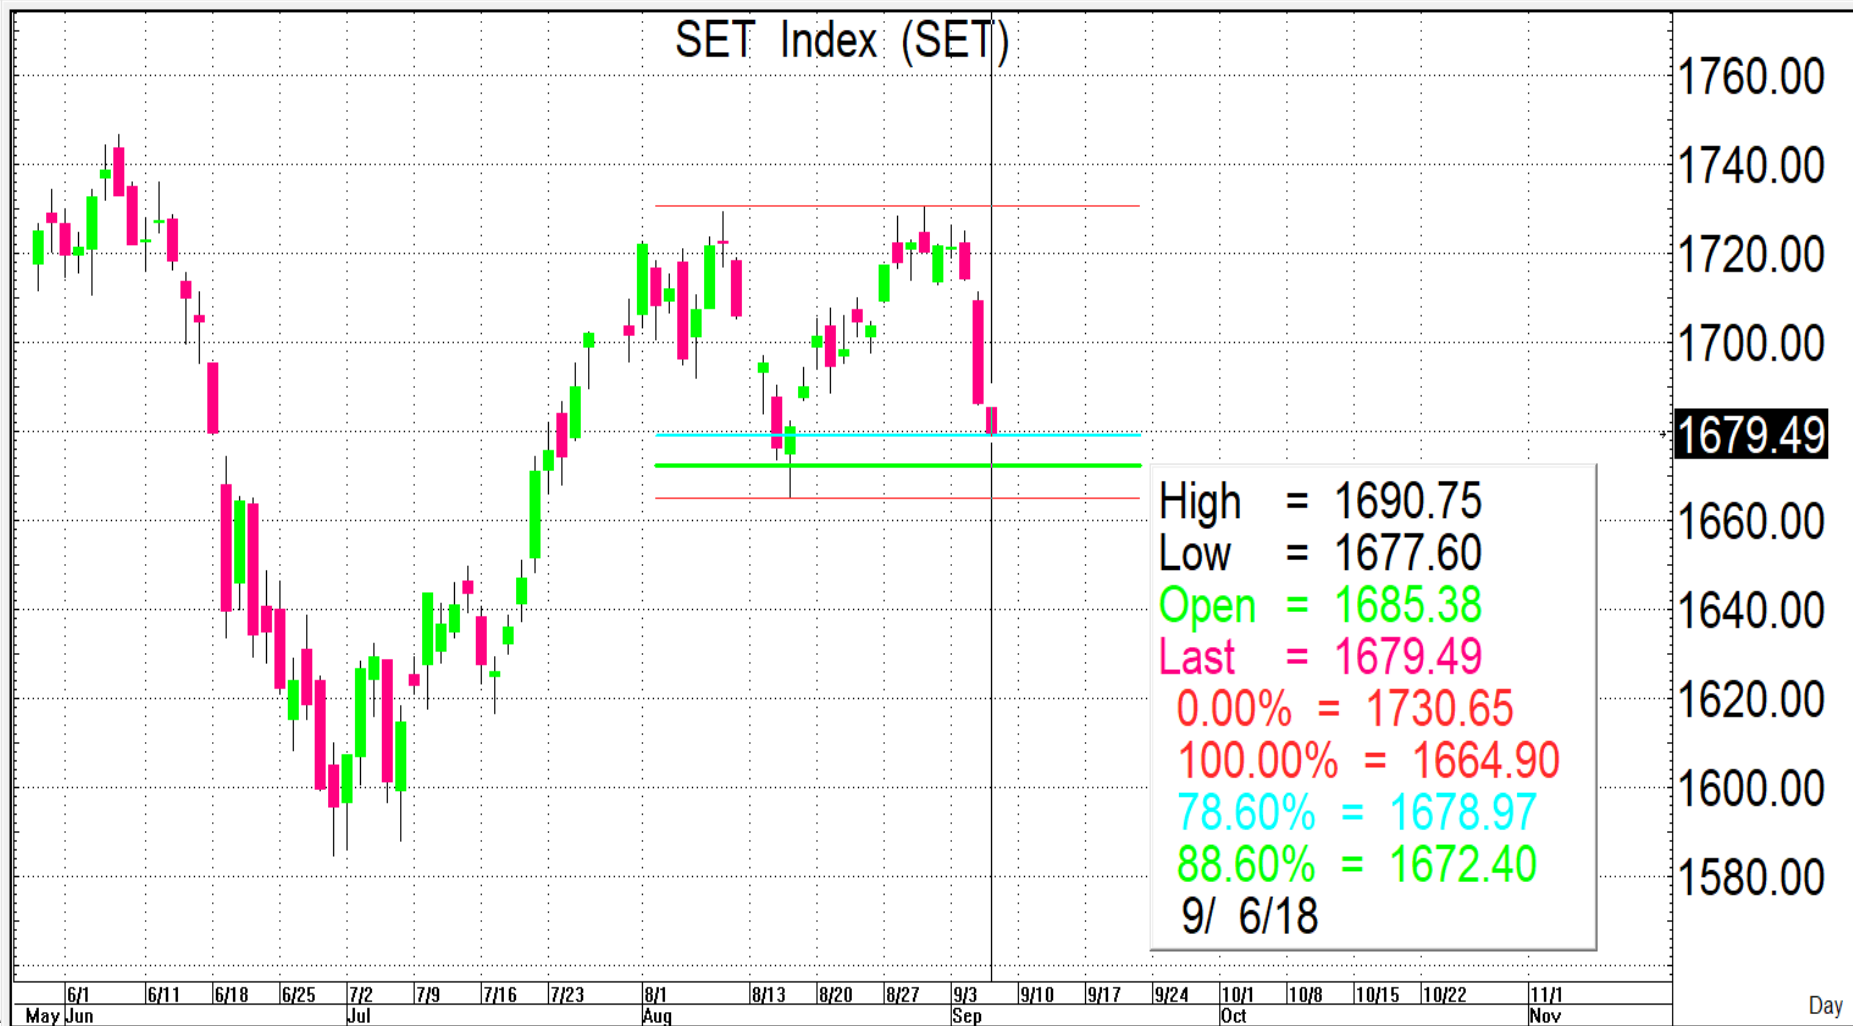 SET Index (SET)
1760.00
1740.00
1720.00
1700.00
1679.49
1660.00
1640.00
1620.00
1600.00
1580.00
High = 1690.75
Low = 1677.60
Open = 1685.38
Last = 1679.49
0.00% = 1730.65
100.00% = 1664.90
78.60% = 1678.97
88.60% = 1672.40
9/ 6/18
6/1 6/11 6/18 6/25 7/2 7/9 7/16 7/23 8/1 8/13 8/20 8/27 9/3 9/10 9/17 9/24 10/1 10/8 10/15 10/22 11/1
May Jun Jul Aug Sep Oct Nov
Day